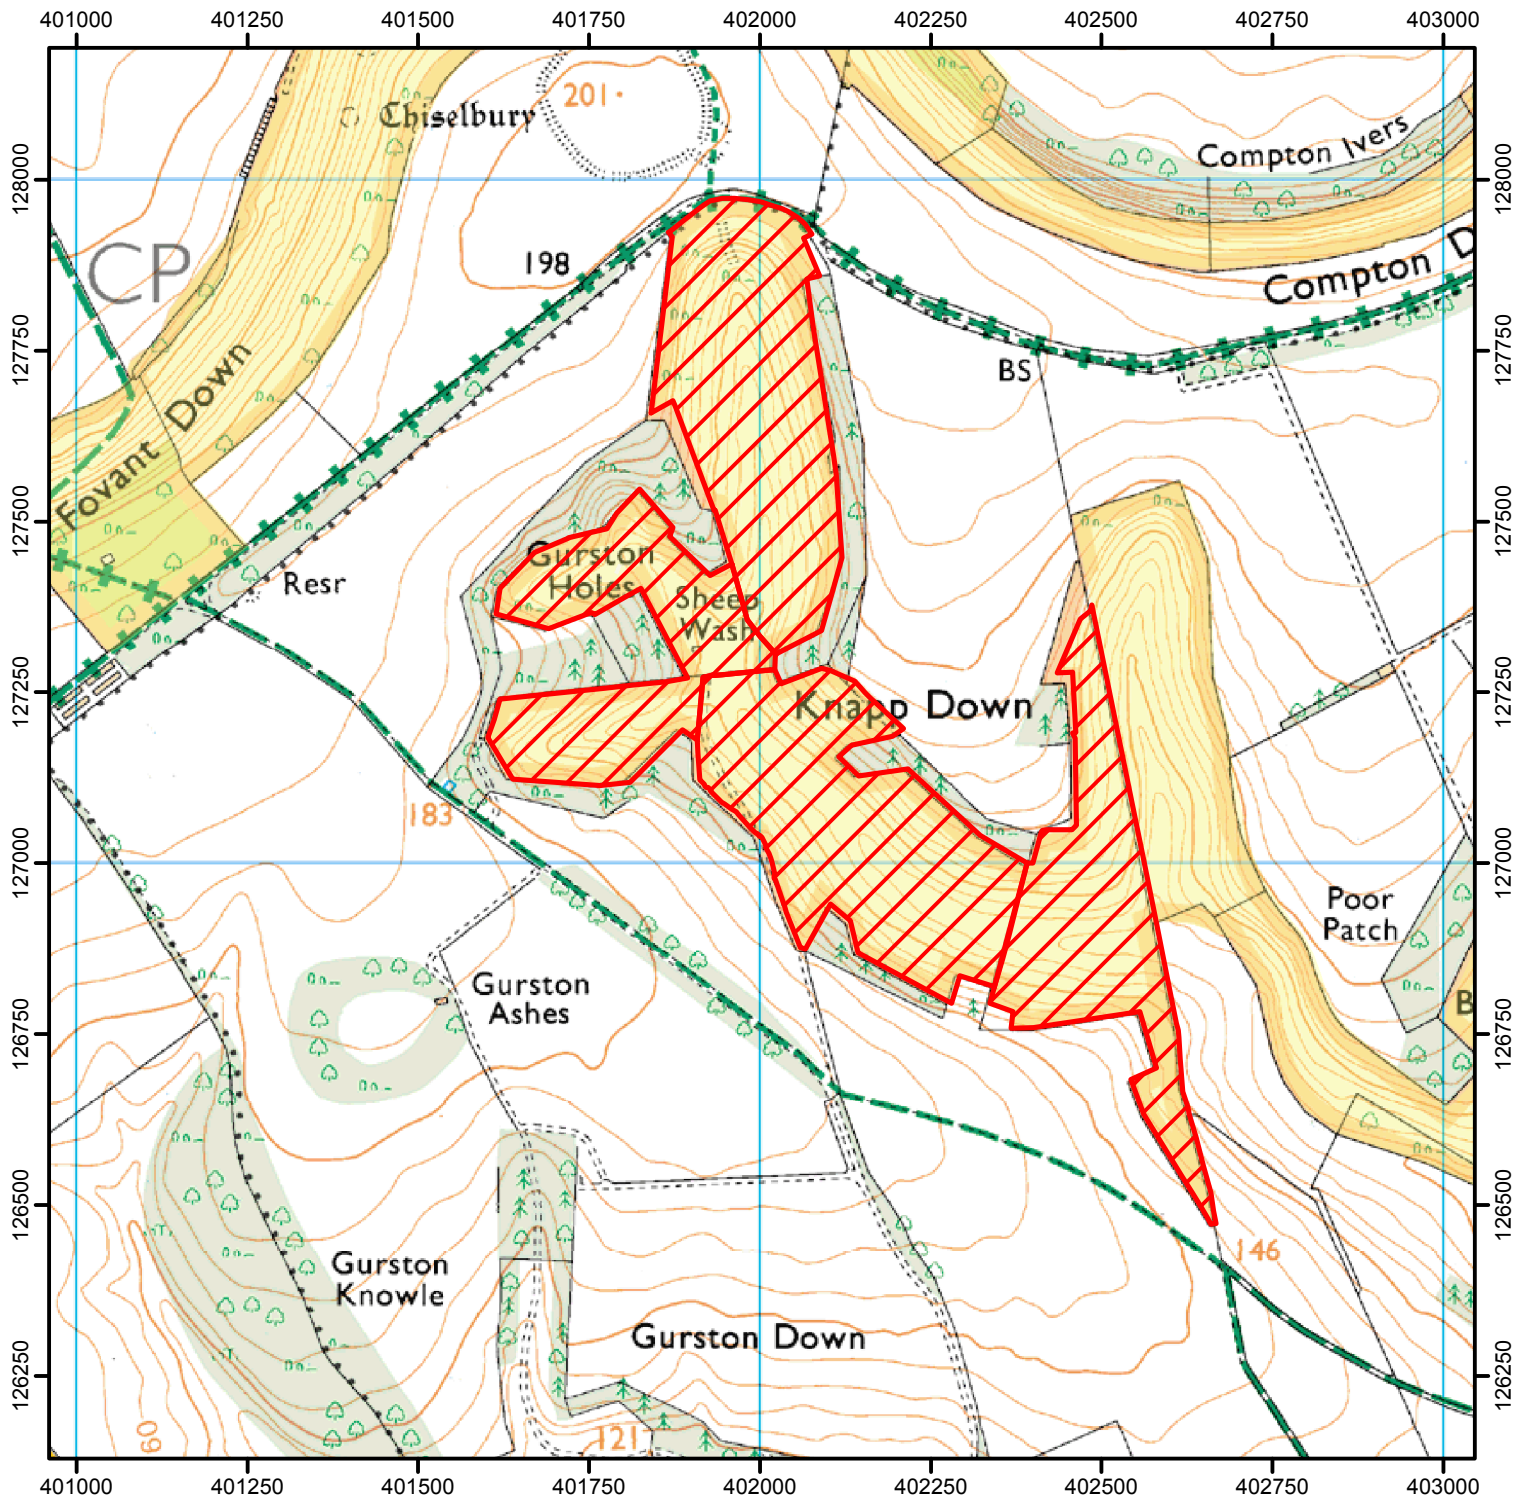 401000 401250 401500 401750 402000 402250 402500 402750 403000
201
Chiselbury
Compton Ivers
128000
128000
CP
198
Compton D
127750
127750
BS
Fovant Down
127500
127500
Gurston
Holes
Resr
Sheep
Wash
127250
127250
Knapp Down
183
127000
127000
Poor
Patch
Gurston
Ashes
B
126750
126750
126500
126500
146
Gurston
Knowle
Gurston Down
126250
126250
60
121
401000 401250 401500 401750 402000 402250 402500 402750 403000